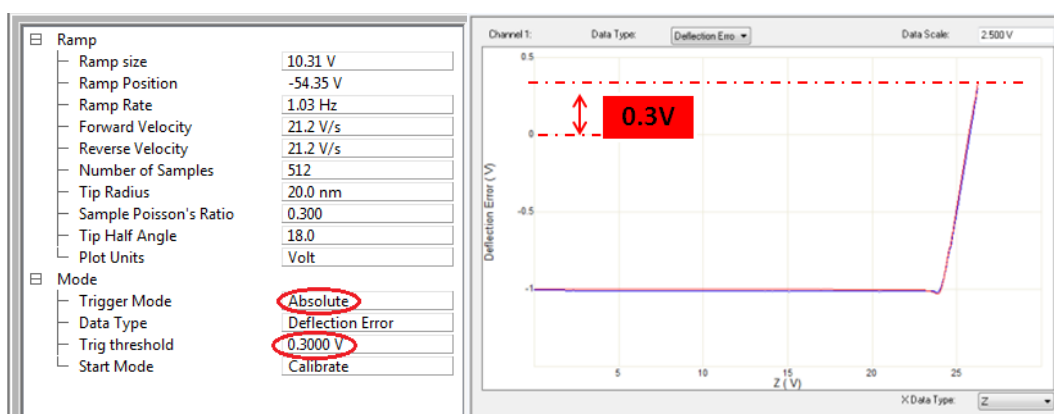 Ramp
Ramp size 10.31 V
Ramp Position -54.35 V
Ramp Rate 1.03 Hz
Forward Velocity 21.2 V/s
Reverse Velocity 21.2 V/s
Number of Samples 512
Tip Radius 20.0 nm
Sample Poisson's Ratio 0.300
Tip Half Angle 18.0
Plot Units Volt
Mode
Trigger Mode Absolute
Data Type Deflection Error
Trig threshold 0.3000 V
Start Mode Calibrate
Channel 1: Data Type: Deflection Erro Data Scale: 2.500 V
0.5
0.3V
0
Deflection Error ( V)
-0.5
-1
5 10 15 20 25
Z ( V)
X Data Type: Z